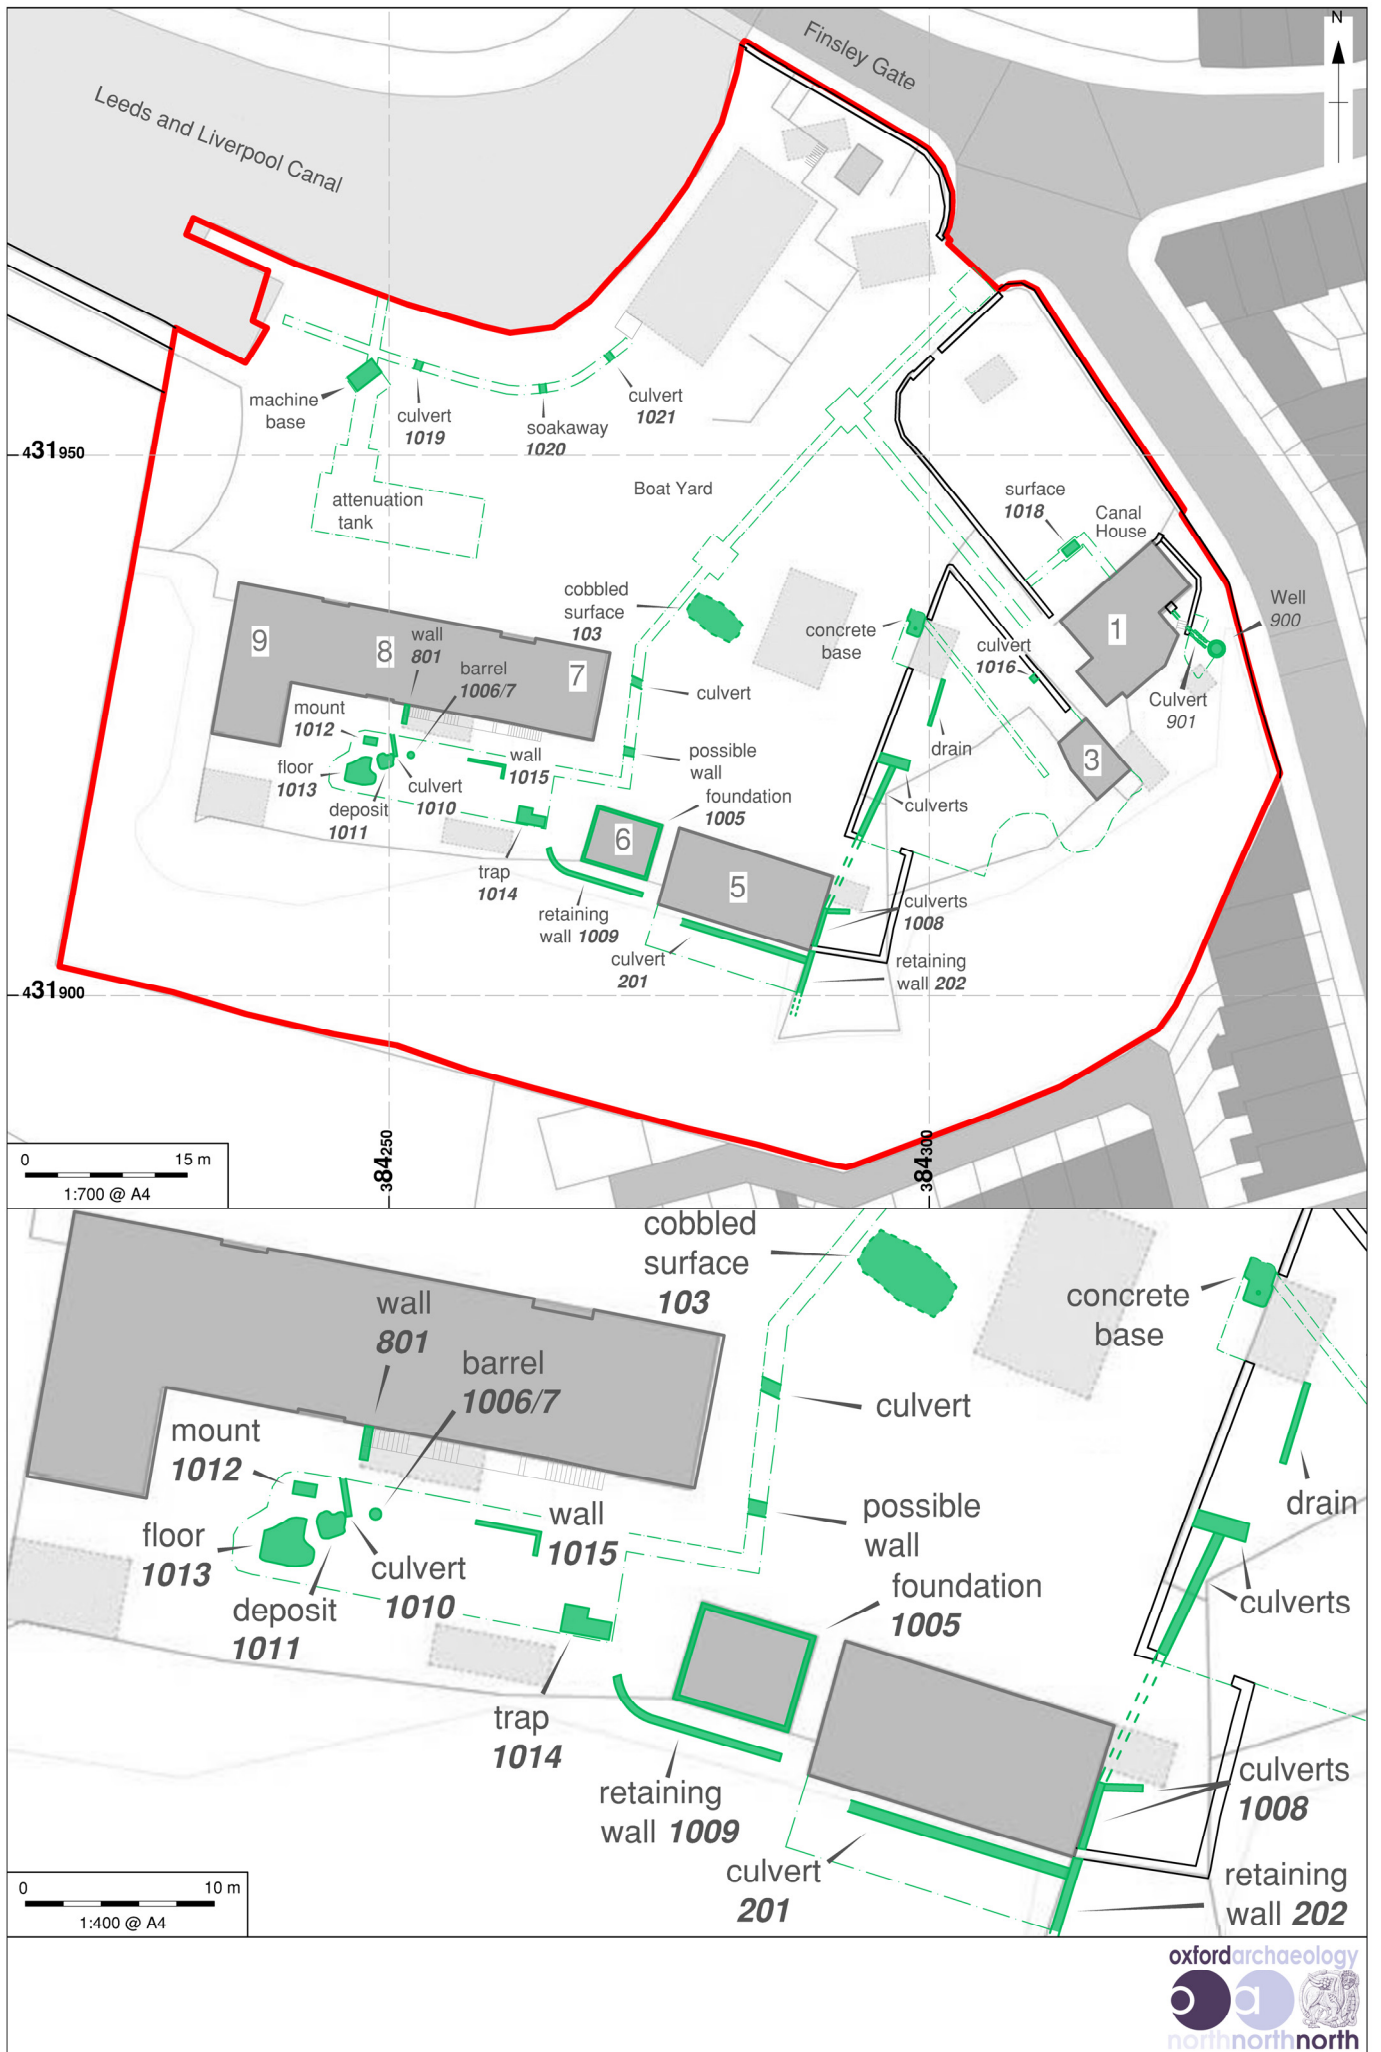 Finsley Gate
N
Leeds and Liverpool Canal
machine
base
culvert
1019
soakaway
1020
culvert
1021
431950
attenuation
tank
Boat Yard
surface
1018
Canal
House
cobbled
surface
103
concrete
base
culvert
1016
1
Well
900
Culvert
901
9
8
7
wall
801
barrel
1006/7
mount
1012
floor
1013
deposit
1011
culvert
1010
wall
1015
culvert
possible
wall
foundation
1005
drain
3
culverts
trap
1014
6
5
retaining
wall 1009
culvert
201
culverts
1008
retaining
wall 202
431900
384250
384300
0 15 m
1:700 @ A4
cobbled
surface
103
wall
801
barrel
1006/7
concrete
base
culvert
mount
1012
floor
1013
deposit
1011
culvert
1010
wall
1015
possible
wall
drain
foundation
1005
culverts
trap
1014
retaining
wall 1009
culvert
201
culverts
1008
retaining
wall 202
0 10 m
1:400 @ A4
oxfordarchaeology
o a
northnorthnorth